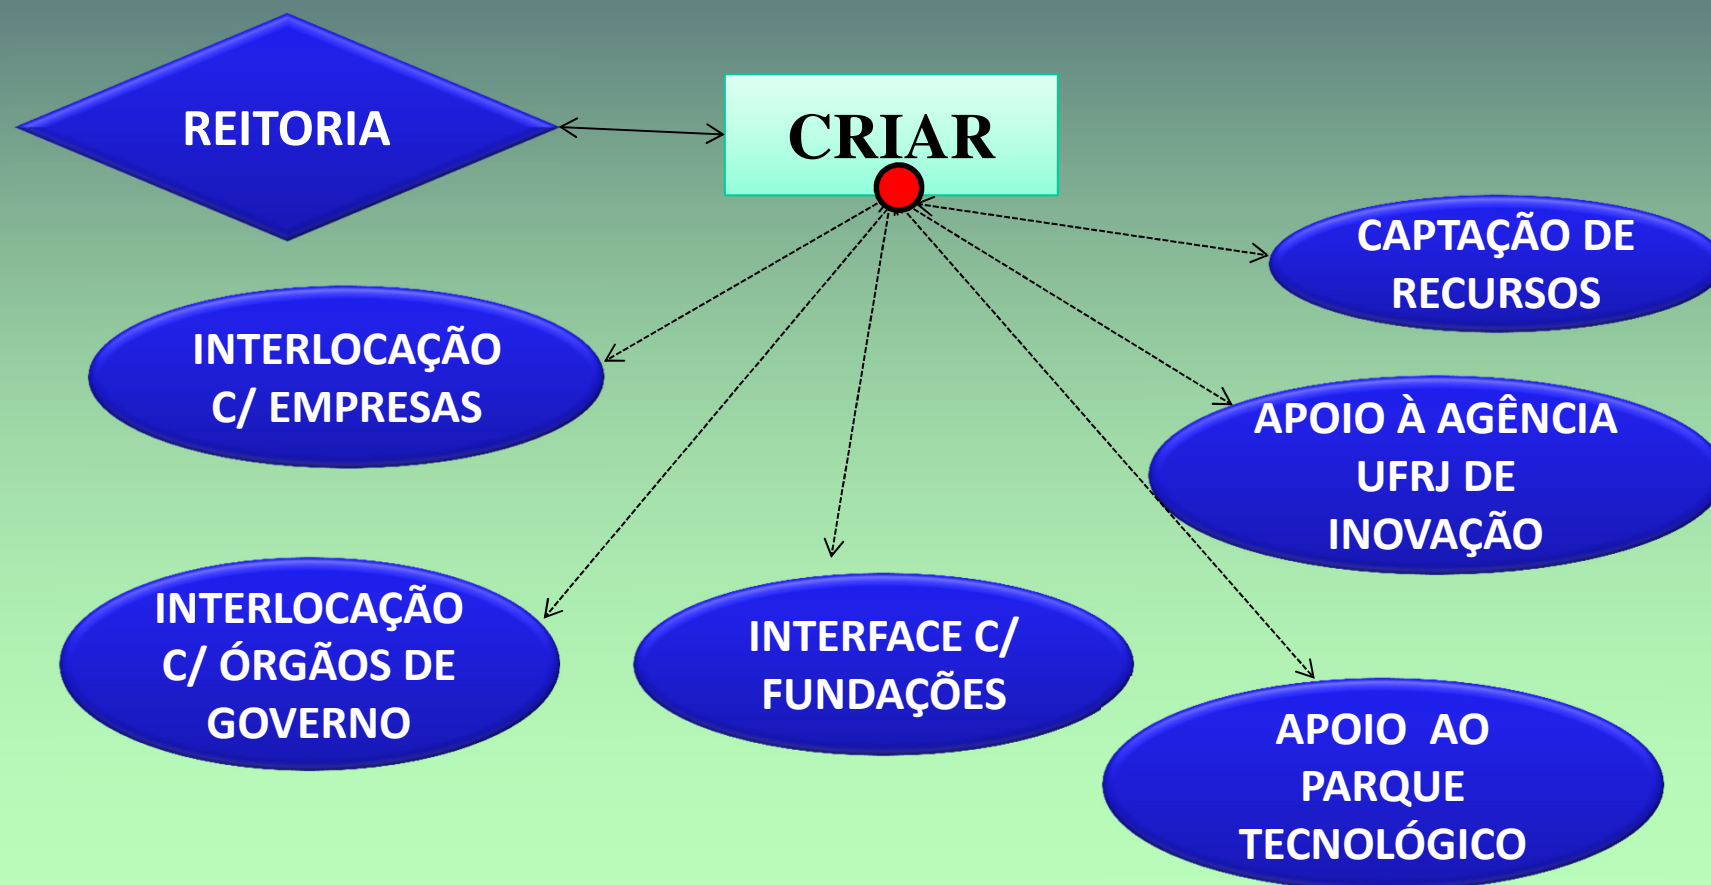 REITORIA
CRIAR
CAPTAÇÃO DE
RECURSOS
INTERLOCAÇÃO
C/ EMPRESAS
APOIO À AGÊNCIA
UFRJ DE
INOVAÇÃO
INTERLOCAÇÃO
C/ ÓRGÃOS DE
GOVERNO
INTERFACE C/
FUNDAÇÕES
APOIO AO
PARQUE
TECNOLÓGICO